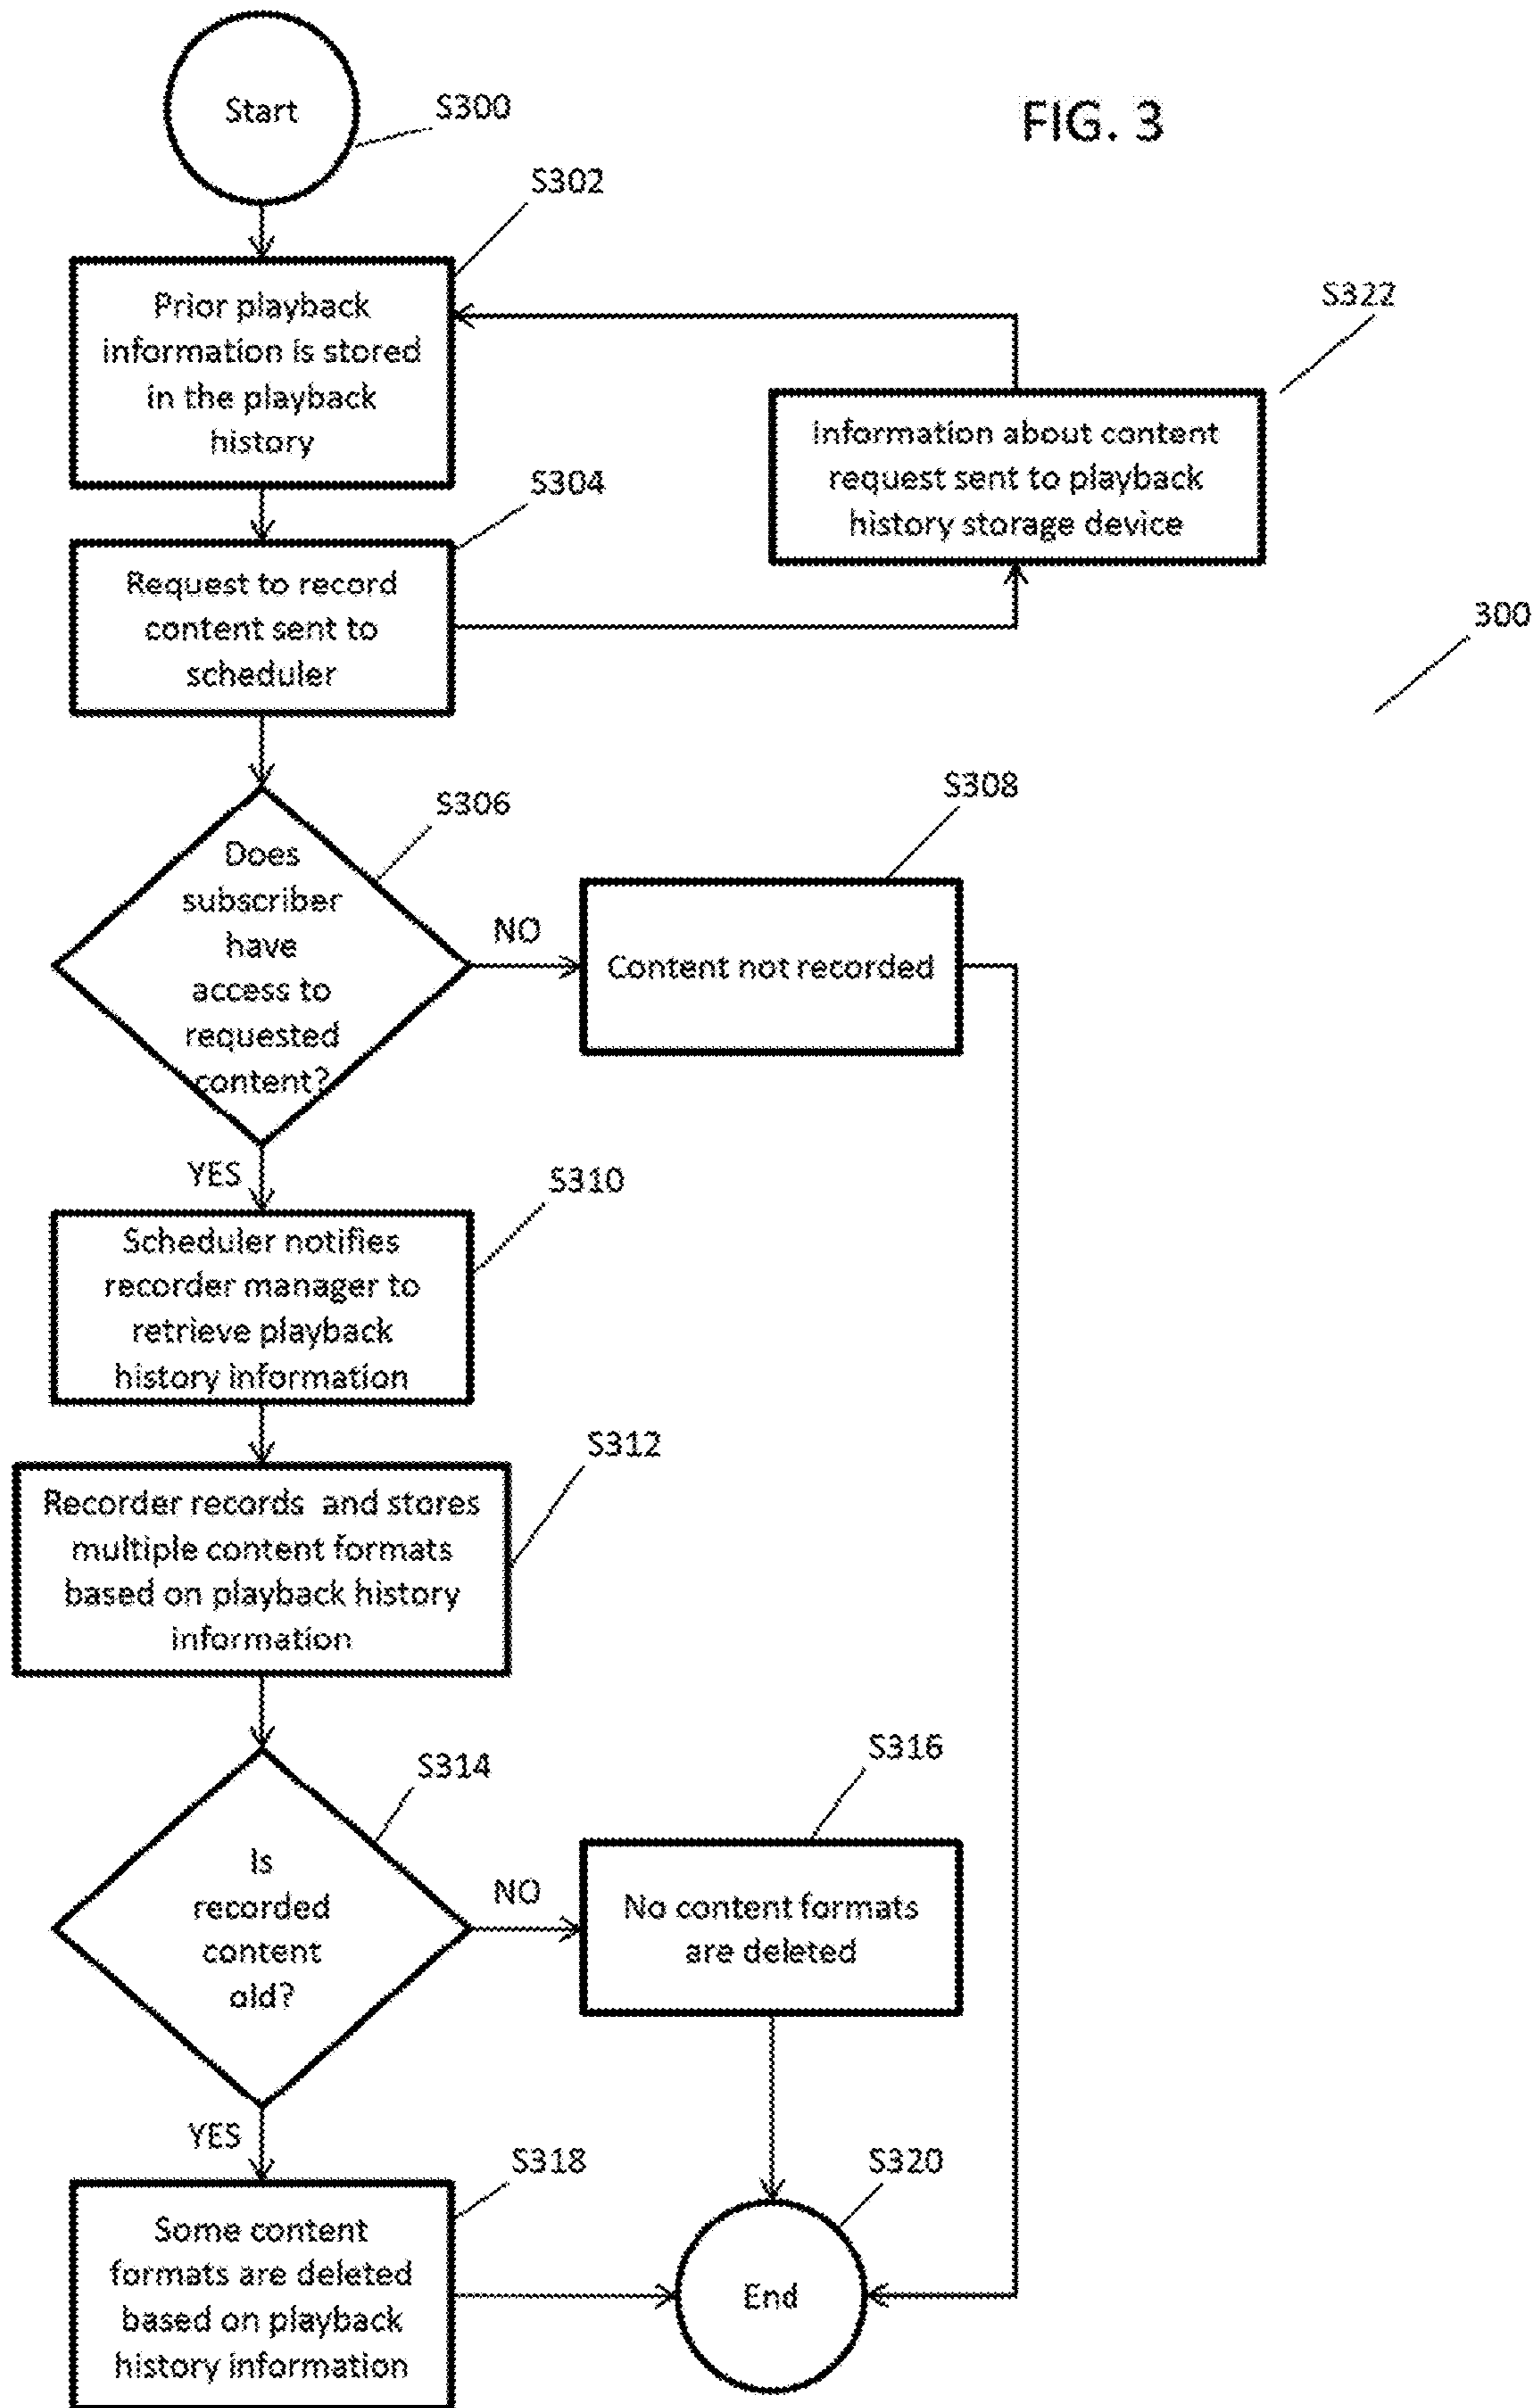 FIG. 3
Start
S300
S302
Prior playback
information is stored
in the playback
history
S322
Information about content
request sent to playback
history storage device
S304
Request to record
content sent to
scheduler
300
S306
Does
subscriber
have
access to
requested
content?
NO
S308
Content not recorded
YES
S310
Scheduler notifies
recorder manager to
retrieve playback
history information
S312
Recorder records and stores
multiple content formats
based on playback history
information
S314
Is
recorded
content
old?
NO
S316
No content formats
are deleted
YES
S318
Some content
formats are deleted
based on playback
history information
S320
End